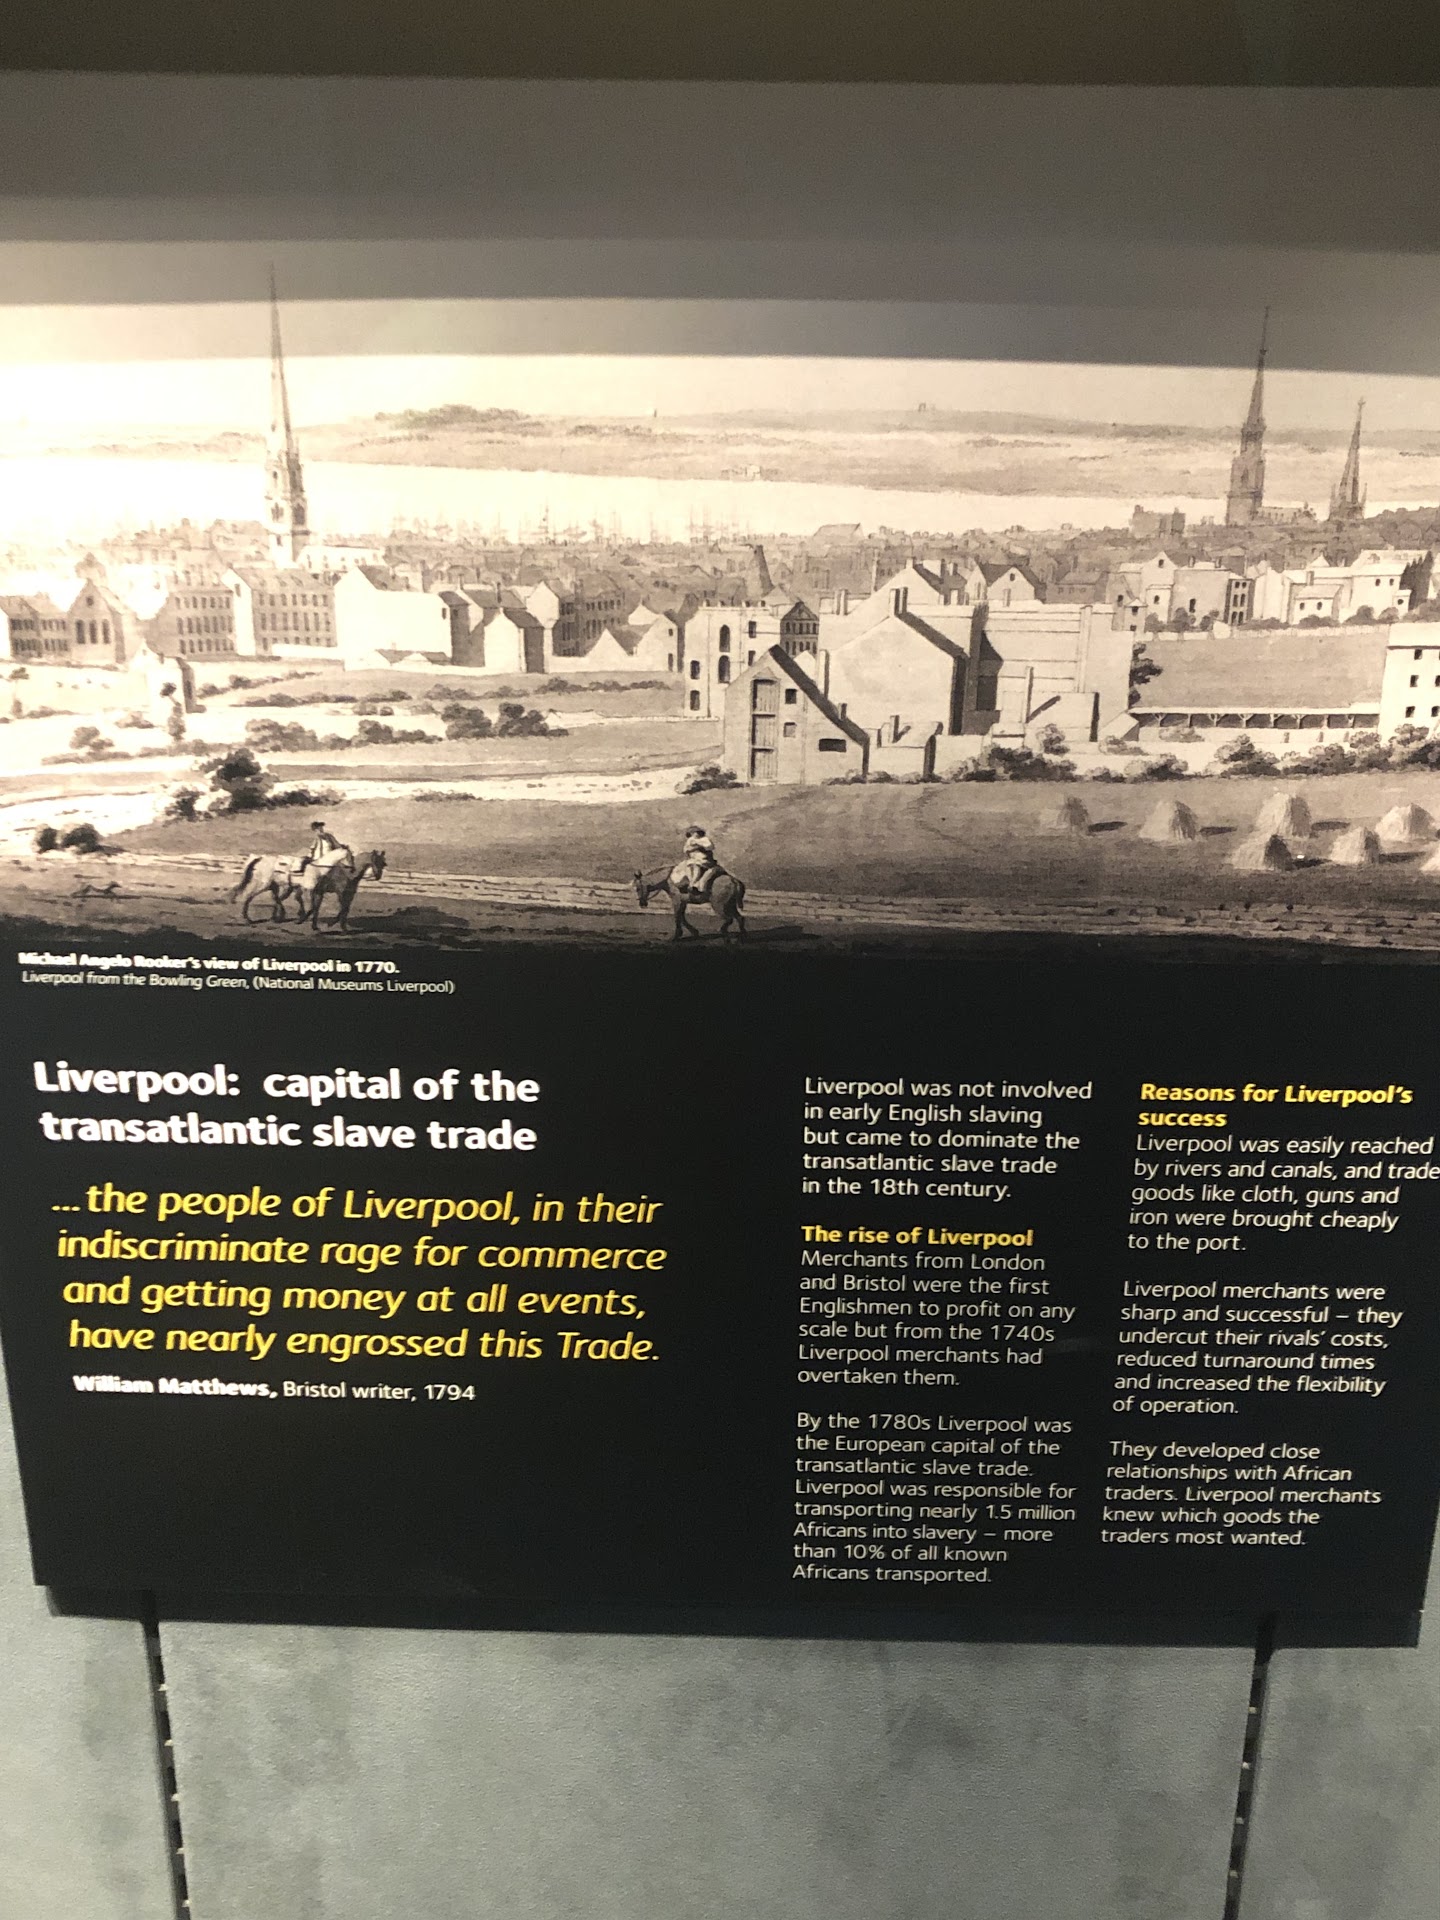 Michael Angelo Rooker's view of Liverpool in 1770.
Liverpool from the Bowling Green, (National Museums Liverpool)
Liverpool: capital of the
transatlantic slave trade
... the people of Liverpool, in their
indiscriminate rage for commerce
and getting money at all events,
have nearly engrossed this Trade.
William Matthews, Bristol writer, 1794
Liverpool was not involved
in early English slaving
but came to dominate the
transatlantic slave trade
in the 18th century.
The rise of Liverpool
Merchants from London
and Bristol were the first
Englishmen to profit on any
scale but from the 1740s
Liverpool merchants had
overtaken them.
By the 1780s Liverpool was
the European capital of the
transatlantic slave trade.
Liverpool was responsible for
transporting nearly 1.5 million
Africans into slavery – more
than 10% of all known
Africans transported.
Reasons for Liverpool's
success
Liverpool was easily reached
by rivers and canals, and trade
goods like cloth, guns and
iron were brought cheaply
to the port.
Liverpool merchants were
sharp and successful – they
undercut their rivals' costs,
reduced turnaround times
and increased the flexibility
of operation.
They developed close
relationships with African
traders. Liverpool merchants
knew which goods the
traders most wanted.